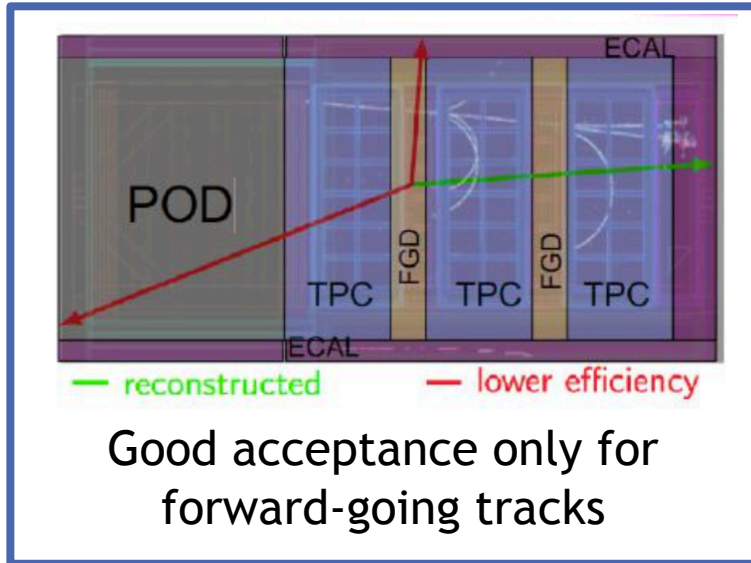 ECAL
POD
FGD
FGD
TPC
TPC
TPC
ECAL
reconstructed
lower efficiency
Good acceptance only for
forward-going tracks